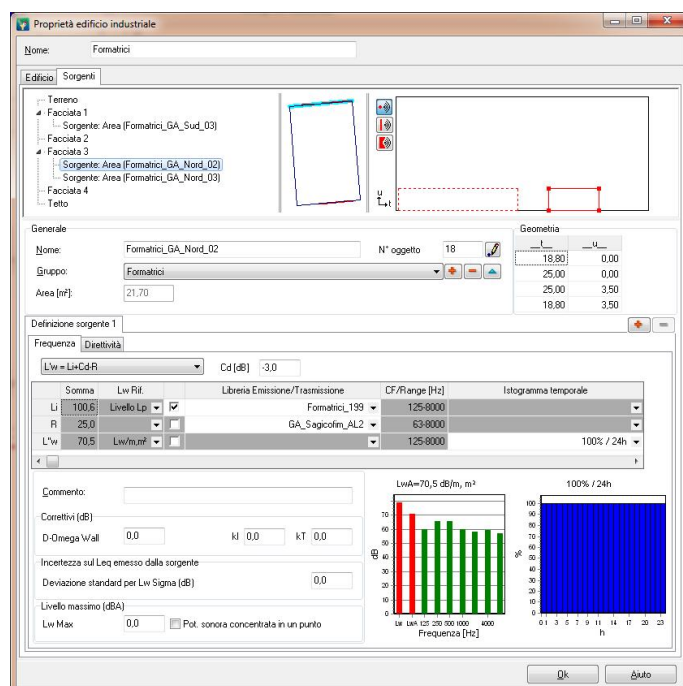 Proprietà edificio industriale
Nome: Formatrici
Edificio Sorgenti
Terreno
Facciata 1
Sorgente: Area (Formatrici_GA_Sud_03)
Facciata 2
Facciata 3
Sorgente: Area (Formatrici_GA_Nord_02)
Sorgente: Area (Formatrici_GA_Nord_03)
Facciata 4
Tetto
u
t
Generale
Nome: Formatrici_GA_Nord_02 N° oggetto 18
Gruppo: Formatrici
Area [m²]: 21,70
Geometria
__t__ __u__
18,80 0,00
25,00 0,00
25,00 3,50
18,80 3,50
Definizione sorgente 1
Frequenza Direttività
L'w = Li+Cd-R Cd [dB] -3,0
Somma Lw Rif. Libreria Emissione/Trasmissione CF/Range [Hz] Istogramma temporale
Li 100,6 Livello Lp Formatrici_199 125-8000
R 25,0 GA_Sagicofim_AL2 63-8000
L"w 70,5 Lw/m,m² 125-8000 100% / 24h
Commento:
Correttivi (dB)
D-Omega Wall 0,0 kI 0,0 kT 0,0
Incertezza sul Leq emesso dalla sorgente
Deviazione standard per Lw Sigma (dB) 0,0
Livello massimo (dBA)
Lw Max 0,0 Pot. sonora concentrata in un punto
LwA=70,5 dB/m, m²
dB
70
60
50
40
30
20
10
0
Lw LwA 125 250 500 1000 4000
Frequenza [Hz]
100% / 24h
%
100
90
80
70
60
50
40
30
20
10
0
0 1 3 5 7 9 11 14 17 20 23
h
Ok Aiuto